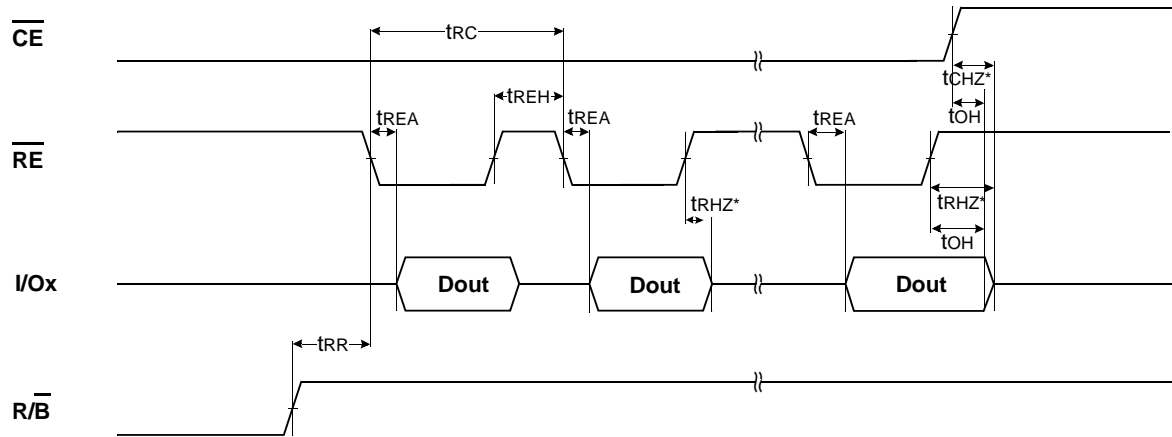 CE
tRC
tCHZ*
tREH
tREA
tREA
tREA
tOH
RE
tRHZ*
tRHZ*
tOH
I/Ox
Dout
Dout
Dout
tRR
R/B